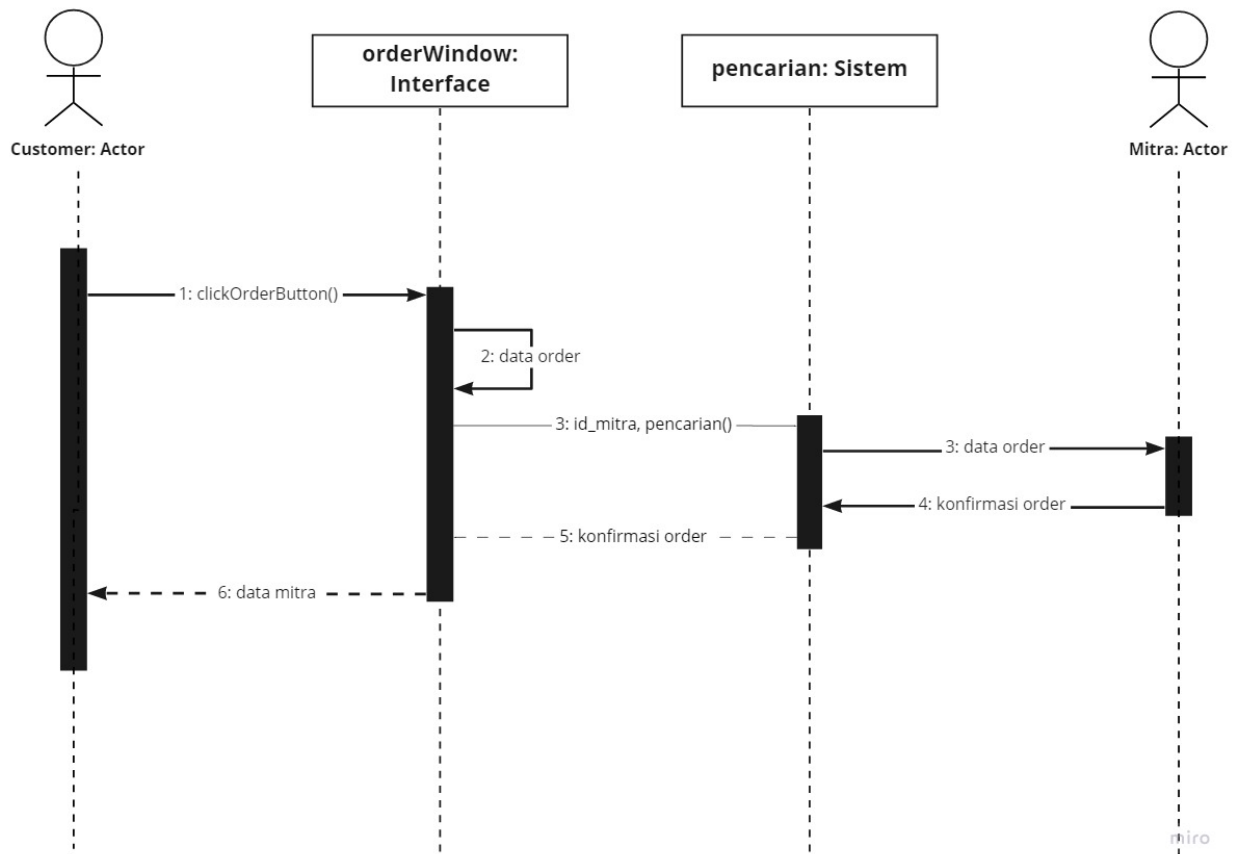 orderWindow:
Interface
pencarian: Sistem
Customer: Actor
Mitra: Actor
1: clickOrderButton()
2: data order
3: id_mitra, pencarian()
3: data order
4: konfirmasi order
5: konfirmasi order
6: data mitra
miro